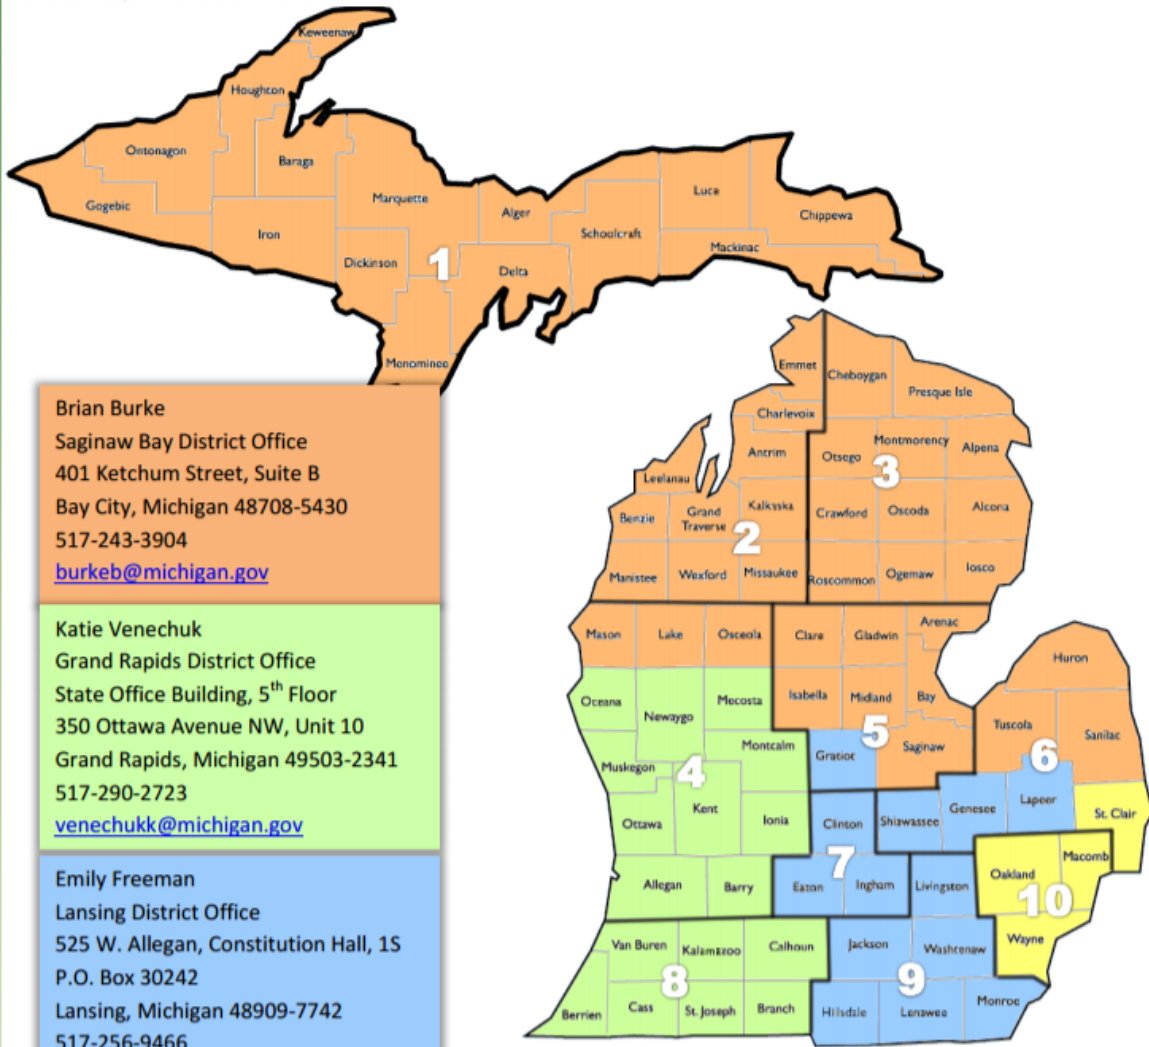 Keweenaw
Houghton
Ontonagon
Baraga
Gogebic
Marquette
Iron
Dickinson
1
Alger
Delta
Schoolcraft
Luce
Chippewa
Mackinac
Menominee
Brian Burke
Saginaw Bay District Office
401 Ketchum Street, Suite B
Bay City, Michigan 48708-5430
517-243-3904
burkeb@michigan.gov
Katie Venechuk
Grand Rapids District Office
State Office Building, 5th Floor
350 Ottawa Avenue NW, Unit 10
Grand Rapids, Michigan 49503-2341
517-290-2723
venechukk@michigan.gov
Emily Freeman
Lansing District Office
525 W. Allegan, Constitution Hall, 1S
P.O. Box 30242
Lansing, Michigan 48909-7742
517-256-9466
Emmet
Cheboygan
Presque Isle
Charlevoix
Antrim
Otsego
Montmorency
Alpena
3
Leelanau
Benzie
Grand
Traverse
Kalkaska
Crawford
Oscoda
Alcona
2
Manistee
Wexford
Missaukee
Roscommon
Ogemaw
Iosco
Mason
Lake
Osceola
Clare
Gladwin
Arenac
Huron
Oceana
Newaygo
Mecosta
Isabella
Midland
Bay
Tuscola
Sanilac
Montcalm
Gratiot
5
Saginaw
6
Muskegon
4
Kent
Ottawa
Ionia
Clinton
Shiawassee
Genesee
Lapeer
St. Clair
7
Macomb
Oakland
10
Allegan
Barry
Eaton
Ingham
Livingston
Wayne
Van Buren
Kalamazoo
Calhoun
Jackson
Washtenaw
8
9
Berrien
Cass
St. Joseph
Branch
Hillsdale
Lenawee
Monroe